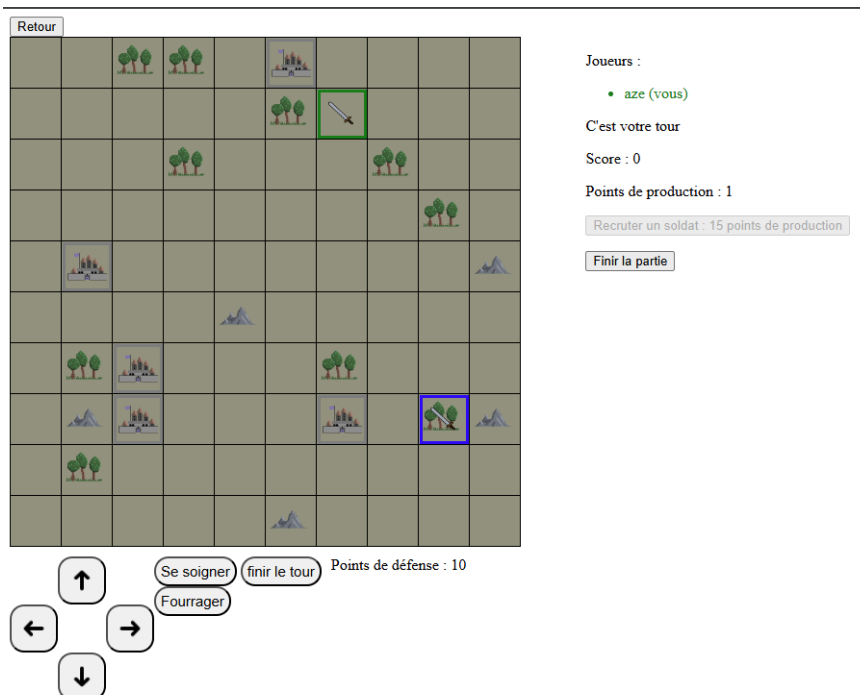 Retour
Joueurs :
aze (vous)
C'est votre tour
Score : 0
Points de production : 1
Recruter un soldat : 15 points de production
Finir la partie
Se soigner
finir le tour
Points de défense : 10
Fourrager